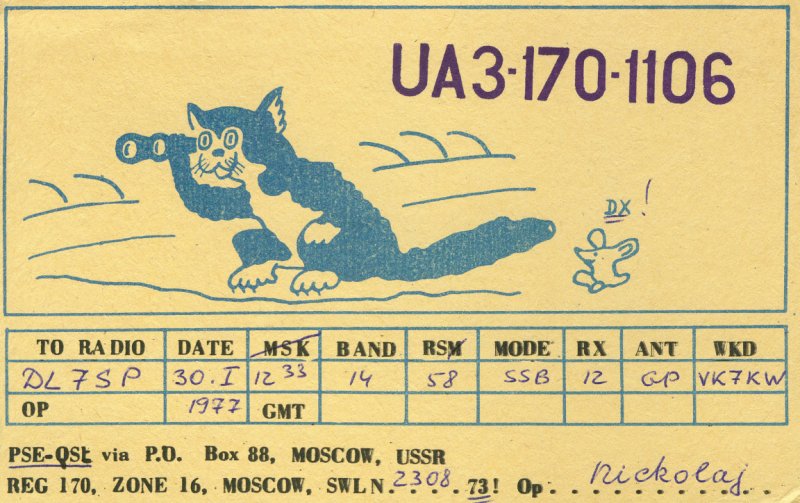 UA3-170-1106
DX!
TO RADIO DATE MSK BAND RSM MODE RX ANT WKD
DL7SP 30.I 12 33 14 58 SSB 12 GP VK7KW
OP 1977 GMT
PSE-QSL via P.O. Box 88, MOSCOW, USSR
REG 170, ZONE 16, MOSCOW, SWL N....2308 73! Op. Nickolaj